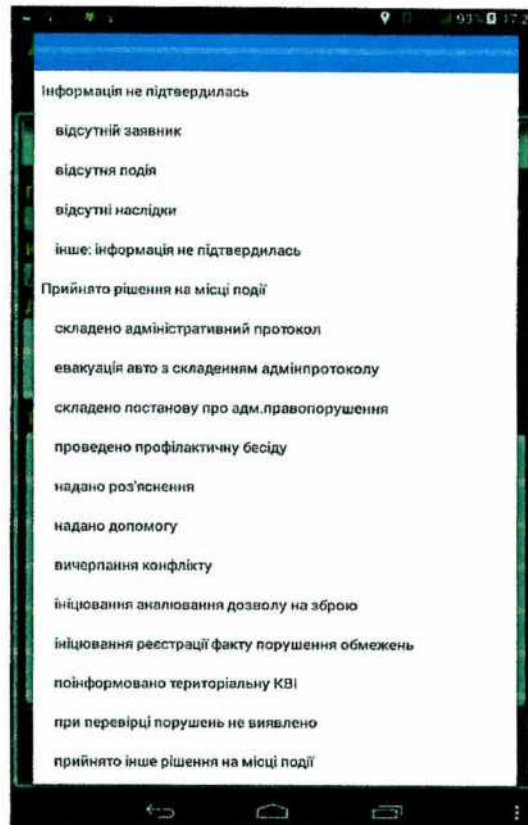 93% 17:2
Інформація не підтвердилась
відсутній заявник
відсутня подія
відсутні наслідки
інше: інформація не підтвердилась
Прийнято рішення на місці події
складено адміністративний протокол
евакуація авто з складенням адмінпротоколу
складено постанову про адм.правопорушення
проведено профілактичну бесіду
надано роз'яснення
надано допомогу
вичерпання конфлікту
ініціювання анулювання дозволу на зброю
ініціювання реєстрації факту порушення обмежень
поінформовано територіальну КВІ
при перевірці порушень не виявлено
прийнято інше рішення на місці події